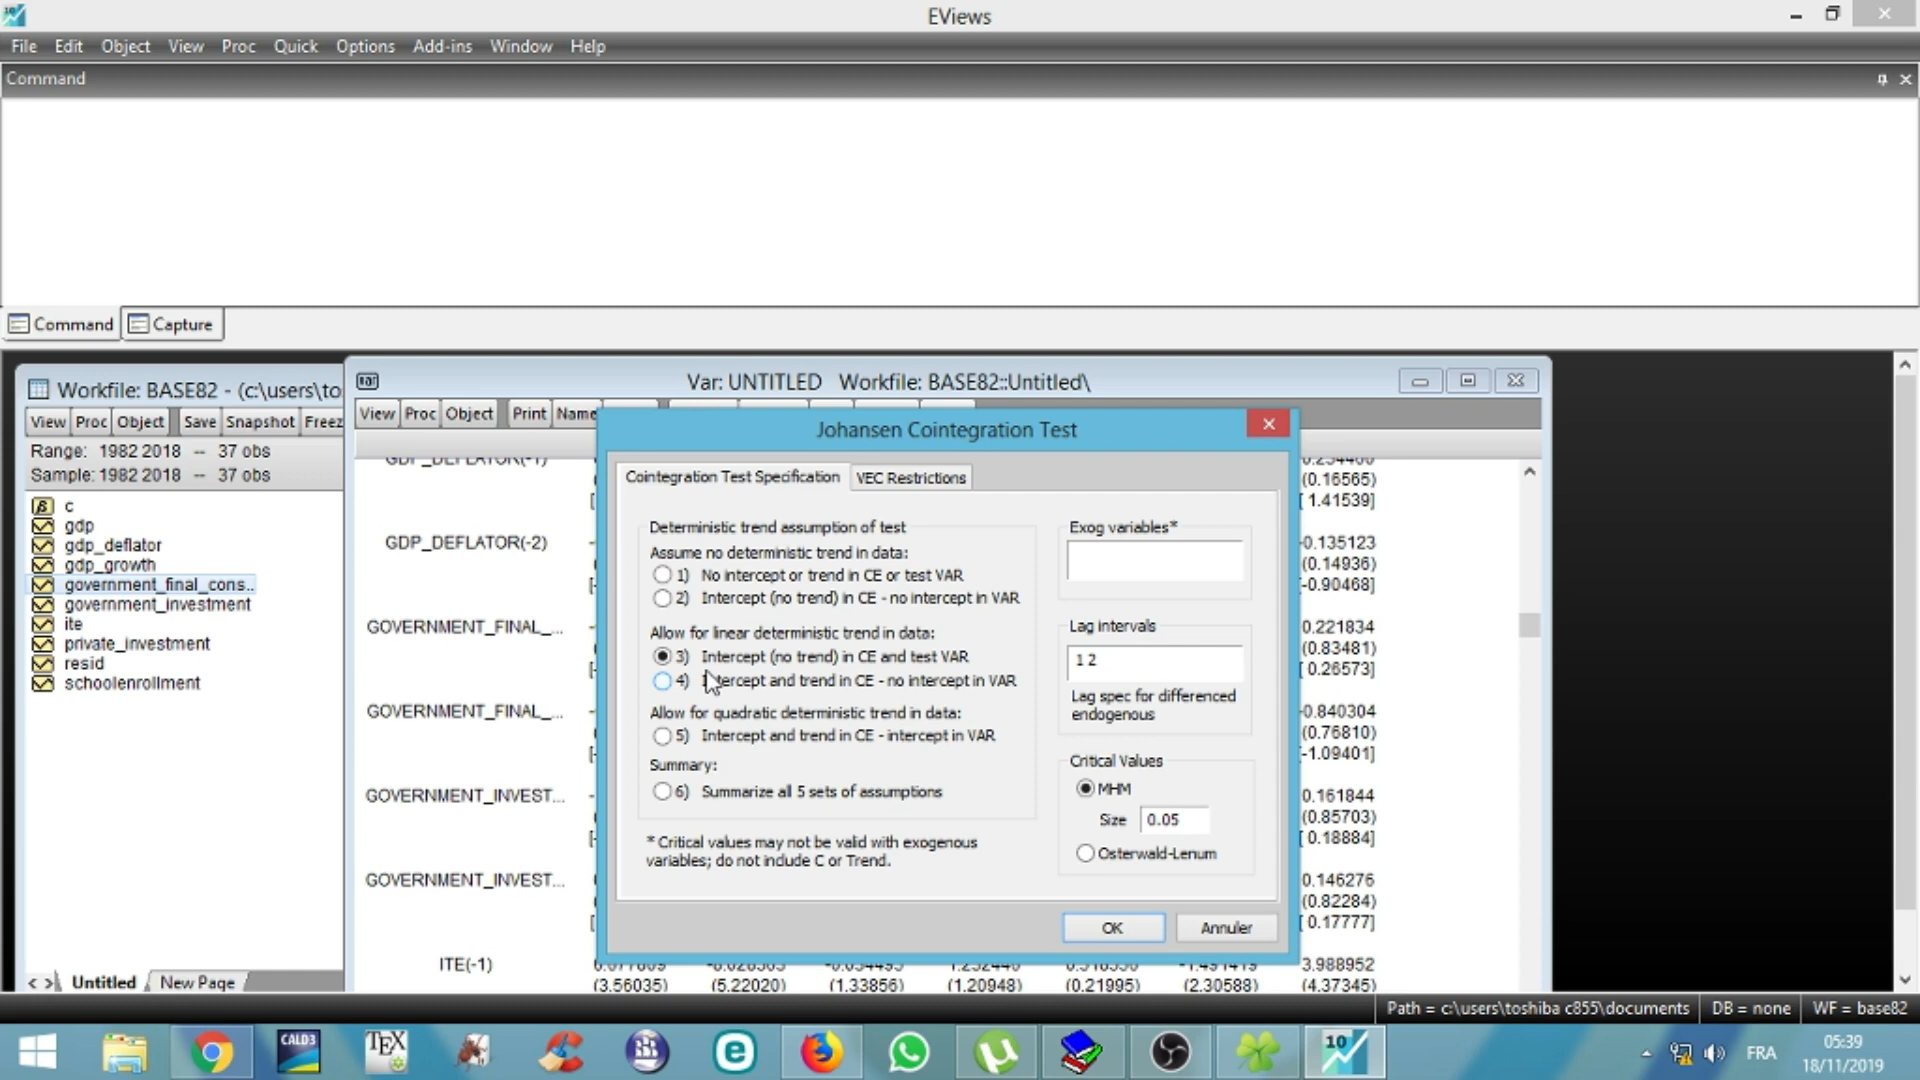 EViews
File Edit Object View Proc Quick Options Add-ins Window Help
Command
Command Capture
Workfile: BASE82 - (c:\users\to
View Proc Object Save Snapshot Freez
Range: 1982 2018 -- 37 obs
Sample: 1982 2018 -- 37 obs
c
gdp
gdp_deflator
gdp_growth
government_final_cons..
government_investment
ite
private_investment
resid
schoolenrollment
Untitled New Page
Var: UNTITLED Workfile: BASE82::Untitled\
View Proc Object Print Name
GDP_DEFLATOR(-1)
(0.16565)
[ 1.41539]
GDP_DEFLATOR(-2)
-0.135123
(0.14936)
[-0.90468]
GOVERNMENT_FINAL_...
0.221834
(0.83481)
[ 0.26573]
GOVERNMENT_FINAL_...
-0.840304
(0.76810)
[-1.09401]
GOVERNMENT_INVEST...
0.161844
(0.85703)
[ 0.18884]
GOVERNMENT_INVEST...
0.146276
(0.82284)
[ 0.17777]
ITE(-1)
3.988952
(3.56035) (5.22020) (1.33856) (1.20948) (0.21995) (2.30588) (4.37345)
Johansen Cointegration Test
Cointegration Test Specification VEC Restrictions
Deterministic trend assumption of test
Assume no deterministic trend in data:
1) No intercept or trend in CE or test VAR
2) Intercept (no trend) in CE - no intercept in VAR
Allow for linear deterministic trend in data:
3) Intercept (no trend) in CE and test VAR
4) Intercept and trend in CE - no intercept in VAR
Allow for quadratic deterministic trend in data:
5) Intercept and trend in CE - intercept in VAR
Summary:
6) Summarize all 5 sets of assumptions
* Critical values may not be valid with exogenous
variables; do not include C or Trend.
Exog variables*
Lag intervals
1 2
Lag spec for differenced
endogenous
Critical Values
MHM
Size 0.05
Osterwald-Lenum
OK Annuler
Path = c:\users\toshiba c855\documents DB = none WF = base82
CALD3
TEX
10
FRA
05:39
18/11/2019